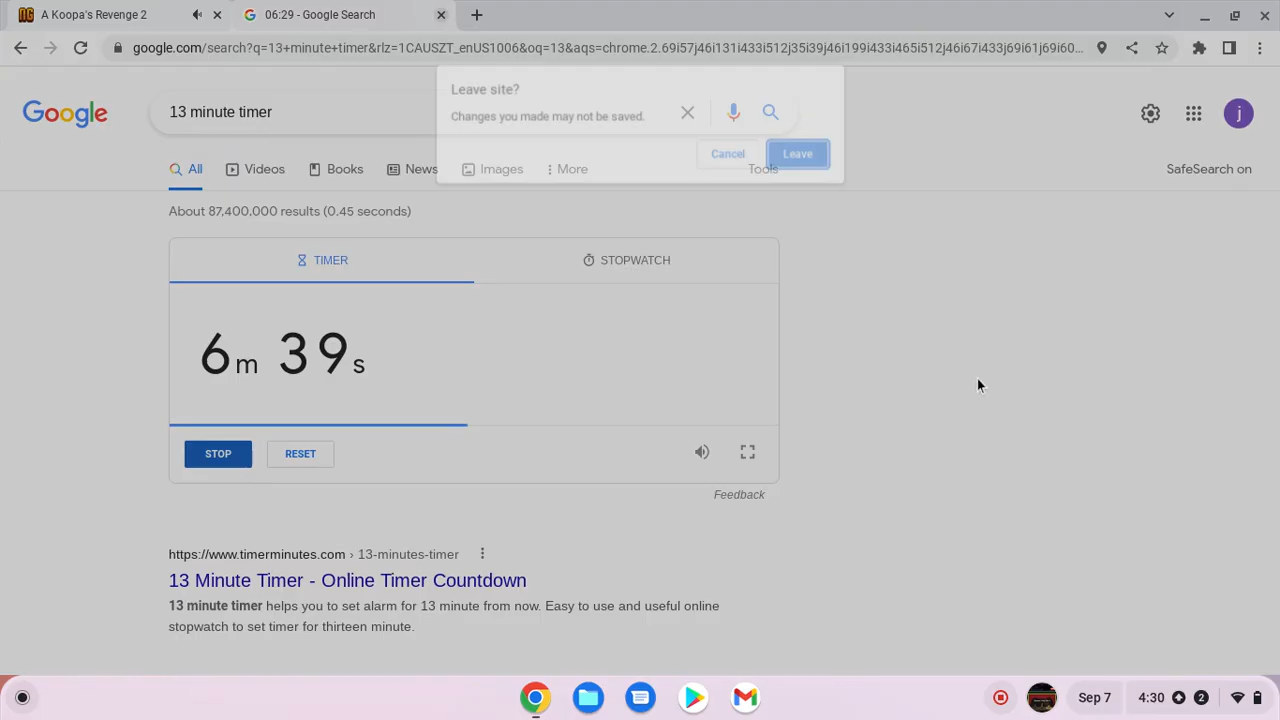 A Koopa's Revenge 2
06:29 - Google Search
google.com/search?q=13+minute+timer&rlz=1CAUSZT_enUS1006&oq=13&aqs=chrome.2.69i57j46i131i433i512j35i39j46i199i433i465i512j46i67i433j69i61j69i60...
Google
13 minute timer
Leave site?
Changes you made may not be saved.
Cancel
Leave
All
Videos
Books
News
Images
More
Tools
SafeSearch on
j
About 87,400,000 results (0.45 seconds)
TIMER
STOPWATCH
6m 39s
STOP
RESET
Feedback
https://www.timerminutes.com › 13-minutes-timer
13 Minute Timer - Online Timer Countdown
13 minute timer helps you to set alarm for 13 minute from now. Easy to use and useful online
stopwatch to set timer for thirteen minute.
Sep 7
4:30
2